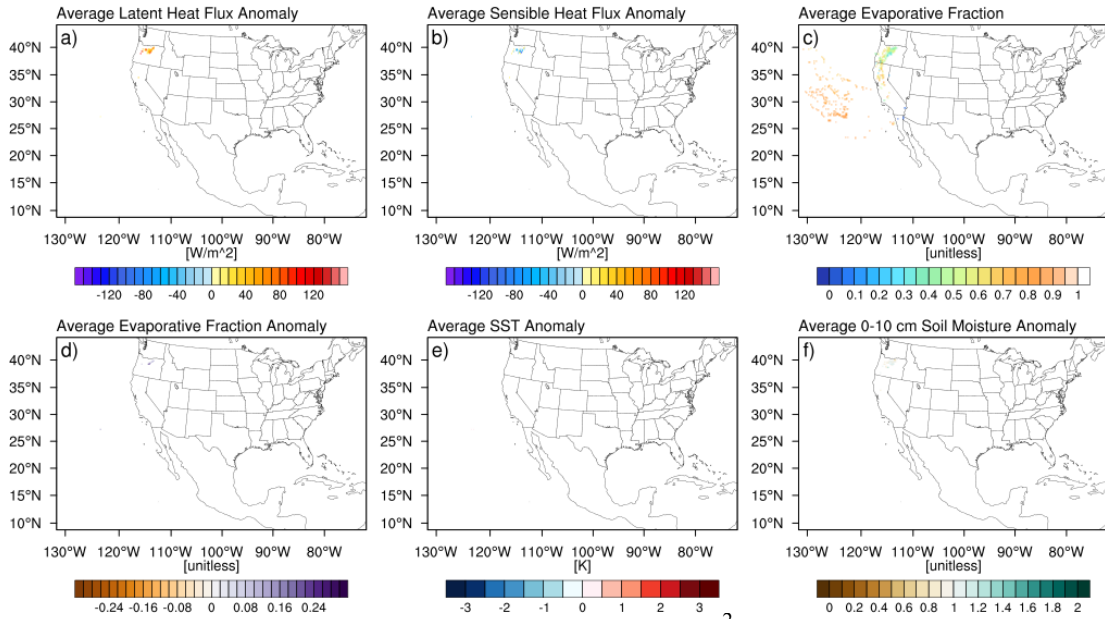 Average Latent Heat Flux Anomaly
Average Sensible Heat Flux Anomaly
Average Evaporative Fraction
a)
b)
c)
40°N
35°N
30°N
25°N
20°N
15°N
10°N
40°N
35°N
30°N
25°N
20°N
15°N
10°N
40°N
35°N
30°N
25°N
20°N
15°N
10°N
130°W 120°W 110°W 100°W 90°W 80°W
130°W 120°W 110°W 100°W 90°W 80°W
130°W 120°W 110°W 100°W 90°W 80°W
[W/m^2]
[W/m^2]
[unitless]
-120 -80 -40 0 40 80 120
-120 -80 -40 0 40 80 120
0 0.1 0.2 0.3 0.4 0.5 0.6 0.7 0.8 0.9 1
Average Evaporative Fraction Anomaly
Average SST Anomaly
Average 0-10 cm Soil Moisture Anomaly
d)
e)
f)
40°N
35°N
30°N
25°N
20°N
15°N
10°N
40°N
35°N
30°N
25°N
20°N
15°N
10°N
40°N
35°N
30°N
25°N
20°N
15°N
10°N
130°W 120°W 110°W 100°W 90°W 80°W
130°W 120°W 110°W 100°W 90°W 80°W
130°W 120°W 110°W 100°W 90°W 80°W
[unitless]
[K]
[unitless]
-0.24 -0.16 -0.08 0 0.08 0.16 0.24
-3 -2 -1 0 1 2 3
0 0.2 0.4 0.6 0.8 1 1.2 1.4 1.6 1.8 2